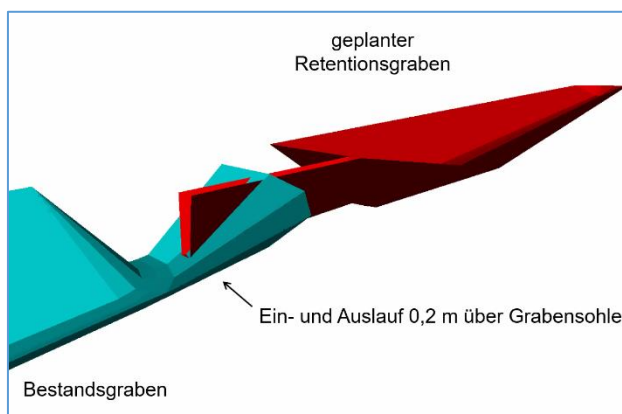 geplanter
Retentionsgraben
Ein- und Auslauf 0,2 m über Grabensohle
Bestandsgraben